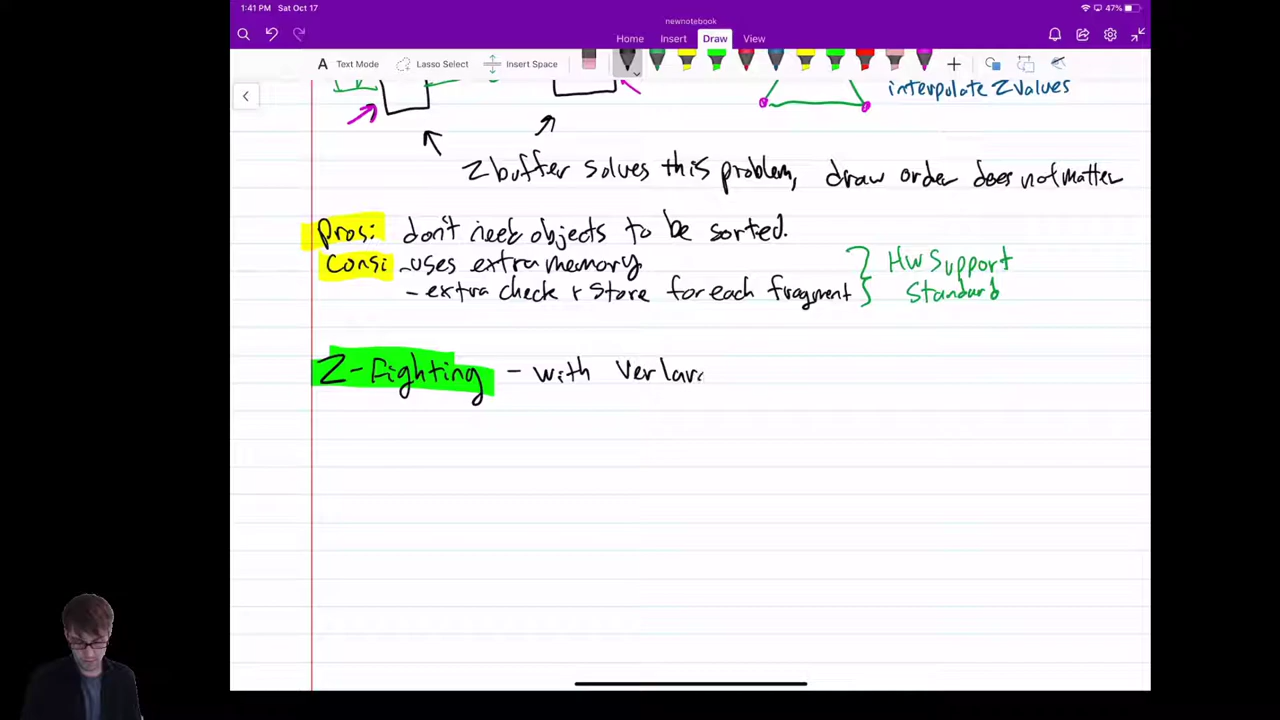 1:41 PM Sat Oct 17
47%
newnotebook
Home Insert Draw View
Text Mode Lasso Select Insert Space
interpolate Z values
Z buffer solves this problem, draw order does not matter
Pros: don't need objects to be sorted.
Cons: - uses extra memory
- extra check + store for each fragment
HW Support
Standard
Z-Fighting - with